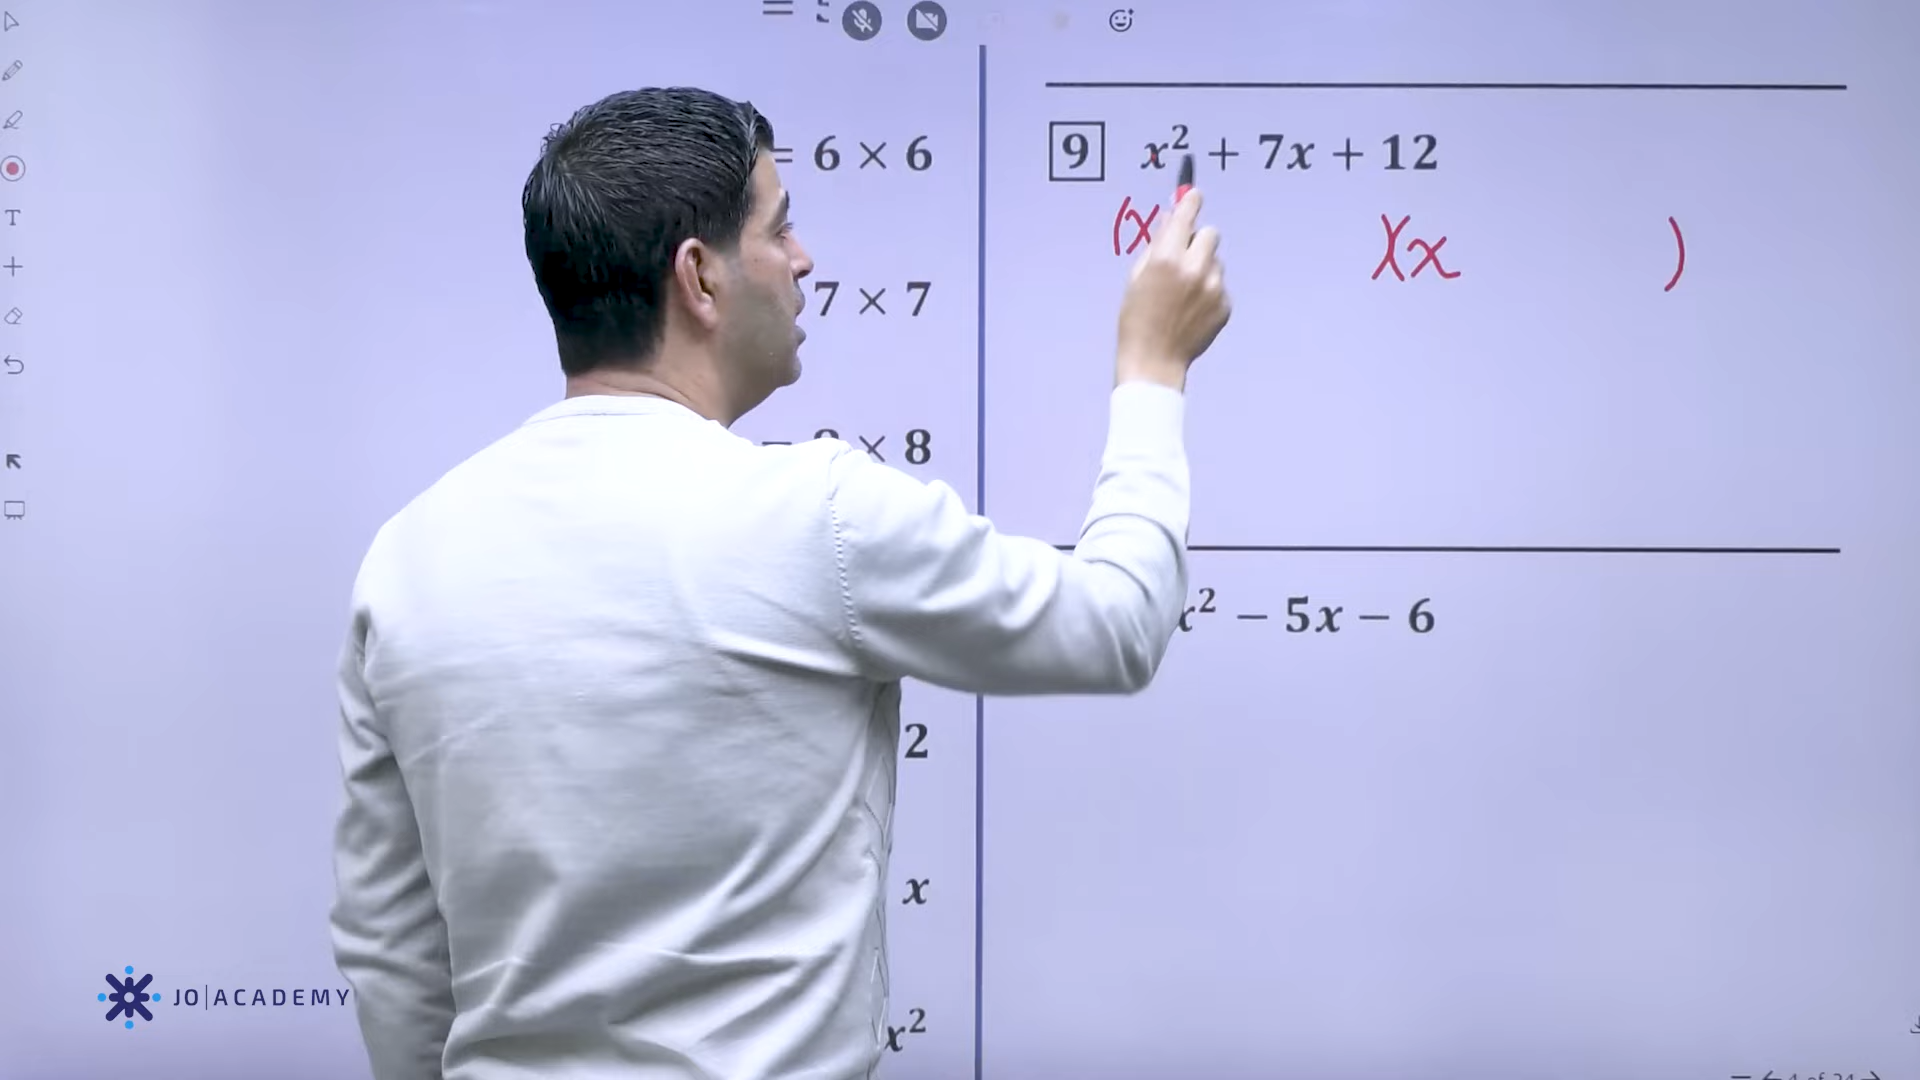 = 6 × 6
7 × 7
× 8
2
x
x²
9 x² + 7x + 12
(x )(x )
x² − 5x − 6
T
JO|ACADEMY